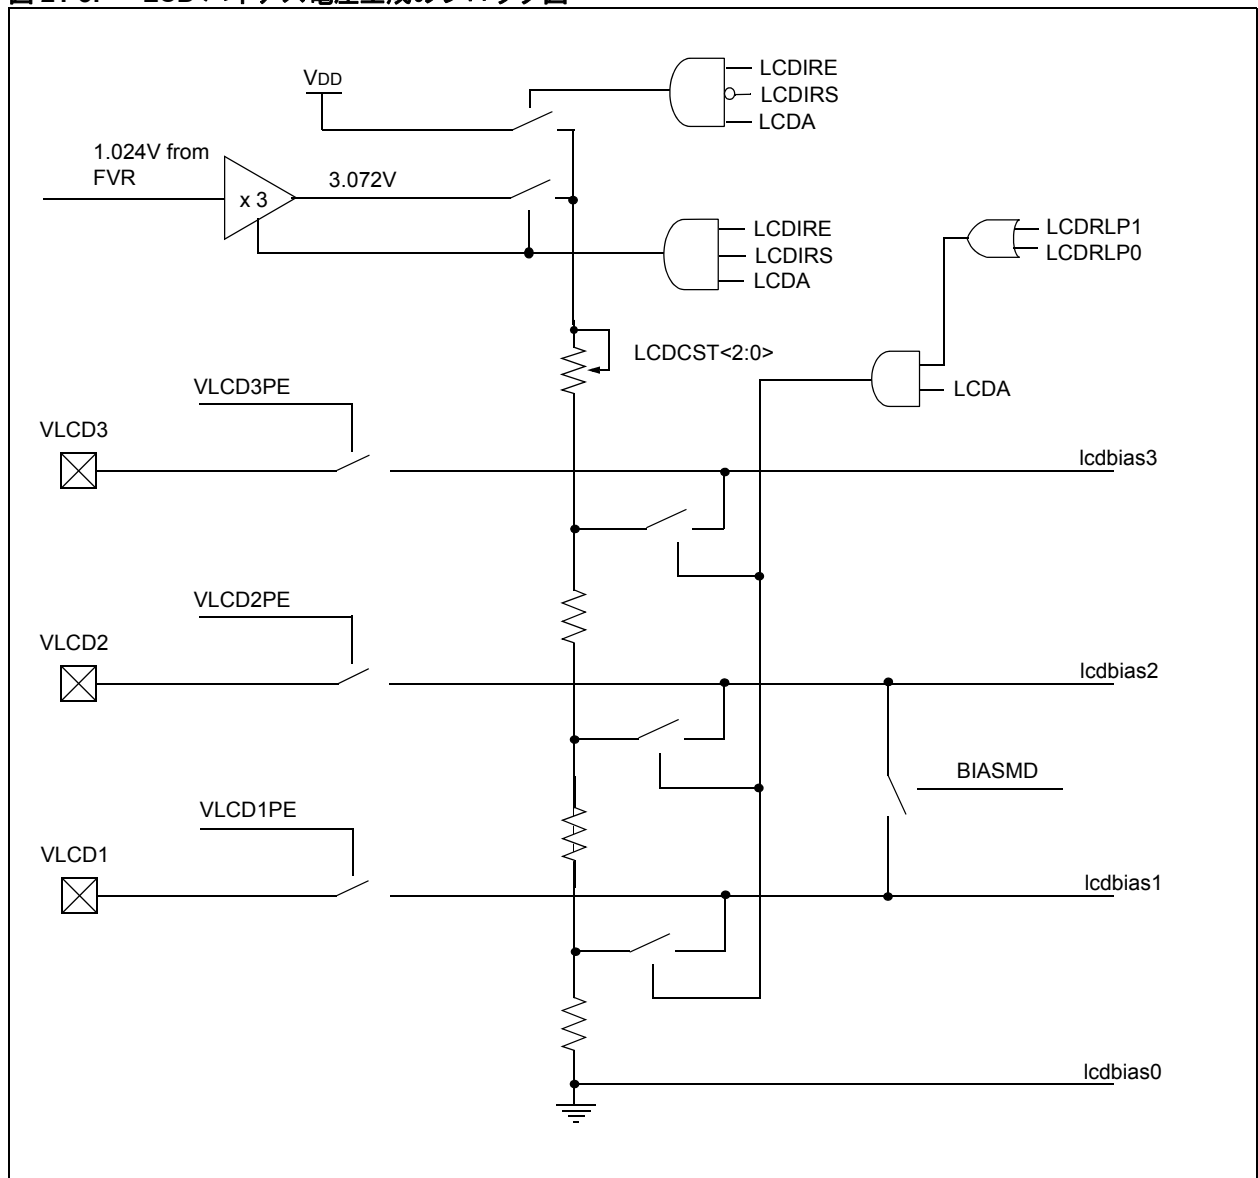 VDD
LCDIRE
LCDIRS
LCDA
1.024V from
FVR
x 3
3.072V
LCDIRE
LCDIRS
LCDA
LCDRLP1
LCDRLP0
LCDCST<2:0>
LCDA
VLCD3PE
VLCD3
lcdbias3
VLCD2PE
VLCD2
lcdbias2
BIASMD
VLCD1PE
VLCD1
lcdbias1
lcdbias0